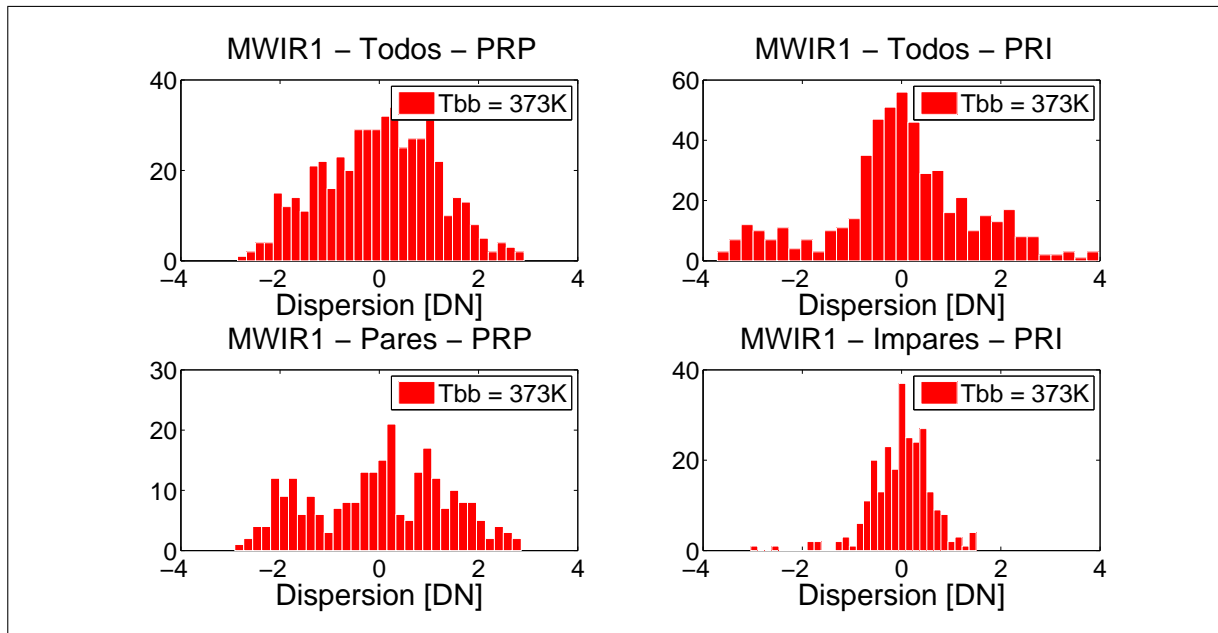 MWIR1 – Todos – PRP
40
20
0
Tbb = 373K
−4 −2 0 2 4
Dispersion [DN]
MWIR1 – Todos – PRI
60
40
20
0
Tbb = 373K
−4 −2 0 2 4
Dispersion [DN]
MWIR1 – Pares – PRP
30
20
10
0
Tbb = 373K
−4 −2 0 2 4
Dispersion [DN]
MWIR1 – Impares – PRI
40
20
0
Tbb = 373K
−4 −2 0 2 4
Dispersion [DN]